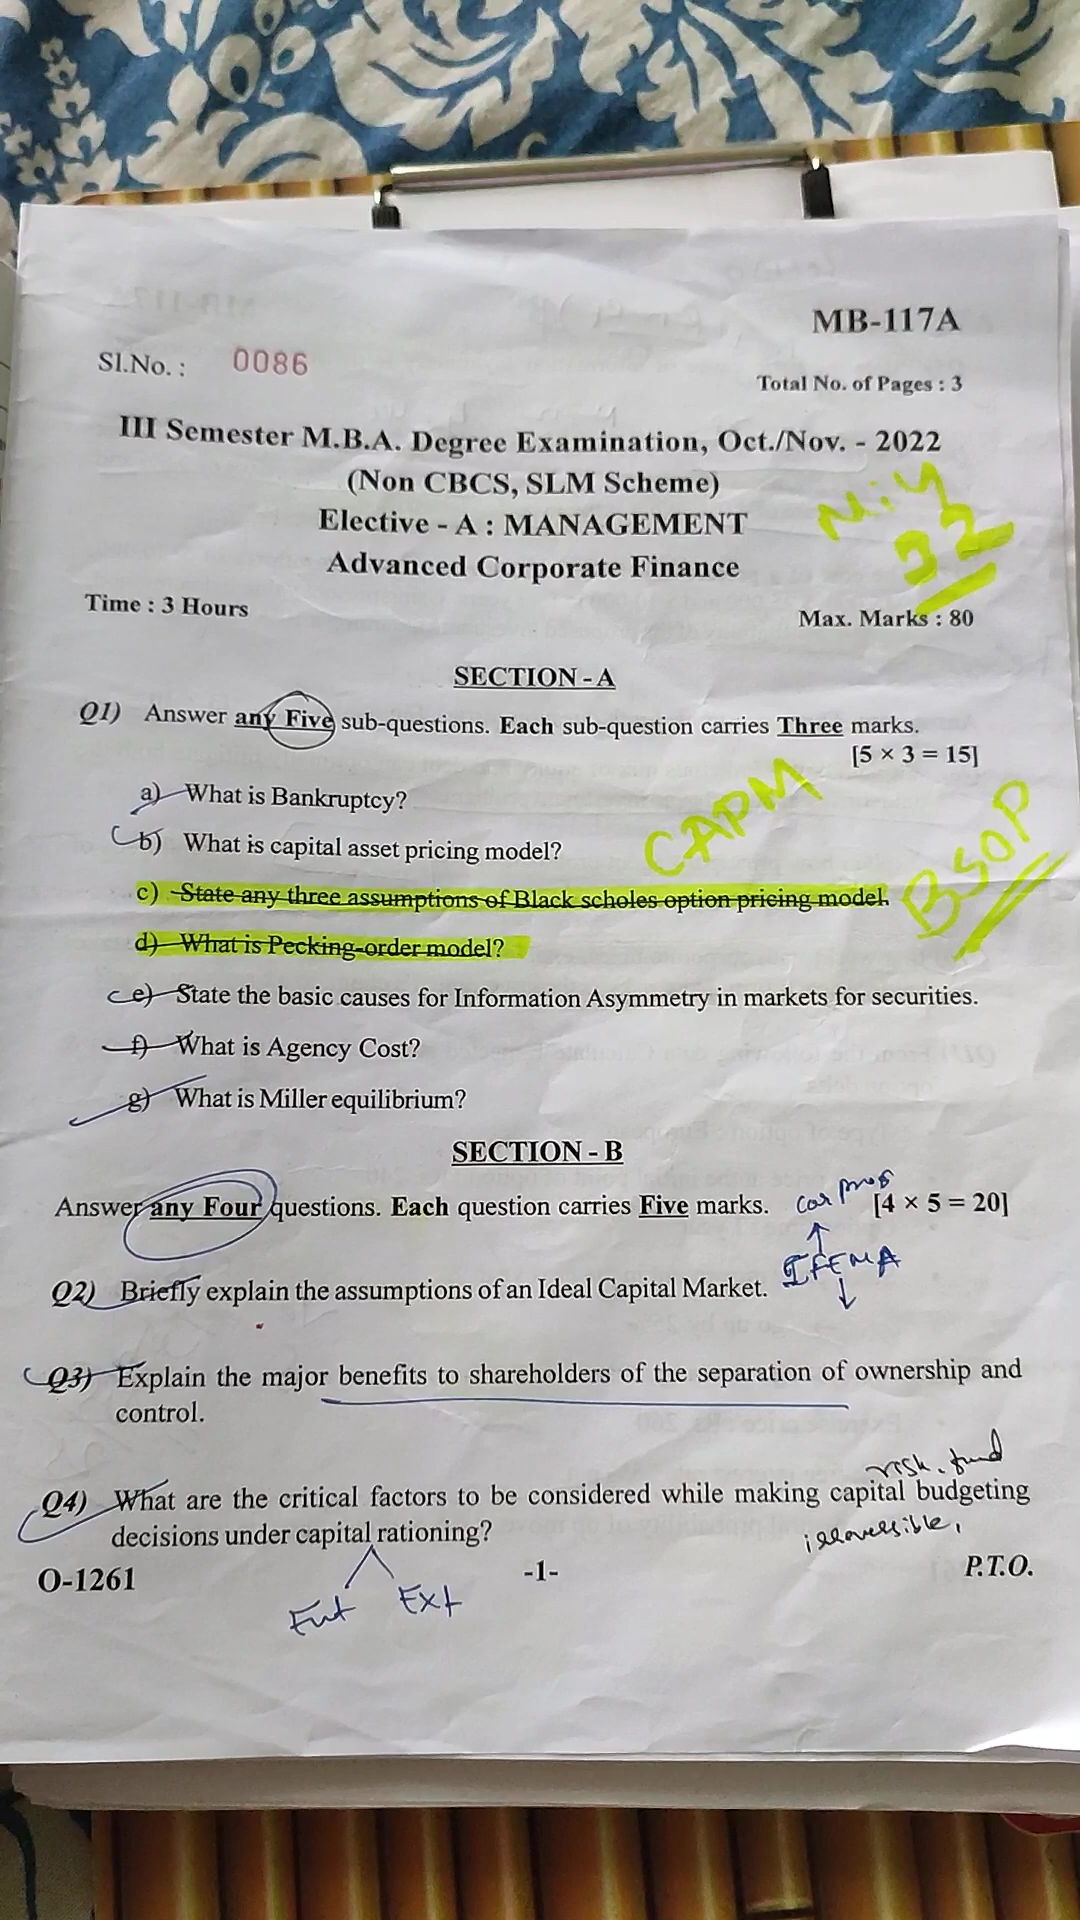 MB-117A
Sl.No. : 0086
Total No. of Pages : 3
III Semester M.B.A. Degree Examination, Oct./Nov. - 2022
(Non CBCS, SLM Scheme)
Elective - A : MANAGEMENT
Advanced Corporate Finance
32
Time : 3 Hours
Max. Marks : 80
SECTION - A
Q1) Answer any Five sub-questions. Each sub-question carries Three marks.
[5 × 3 = 15]
a) What is Bankruptcy?
CAPM
b) What is capital asset pricing model?
BSOP
c) State any three assumptions of Black scholes option pricing model.
d) What is Pecking-order model?
e) State the basic causes for Information Asymmetry in markets for securities.
f) What is Agency Cost?
g) What is Miller equilibrium?
SECTION - B
Answer any Four questions. Each question carries Five marks. [4 × 5 = 20]
Q2) Briefly explain the assumptions of an Ideal Capital Market.
Q3) Explain the major benefits to shareholders of the separation of ownership and
control.
risk, fund
Q4) What are the critical factors to be considered while making capital budgeting
decisions under capital rationing?
O-1261
-1-
P.T.O.
Ext